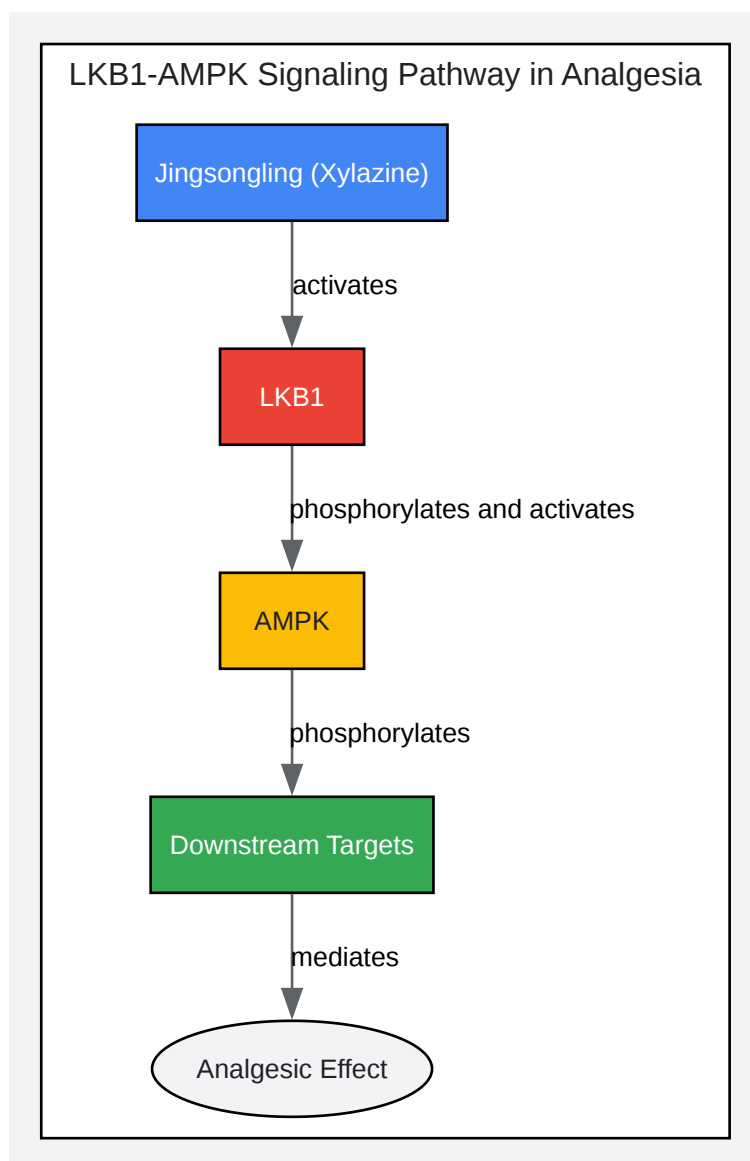 LKB1-AMPK Signaling Pathway in Analgesia
Jingsongling (Xylazine)
activates
LKB1
phosphorylates and activates
AMPK
phosphorylates
Downstream Targets
mediates
Analgesic Effect